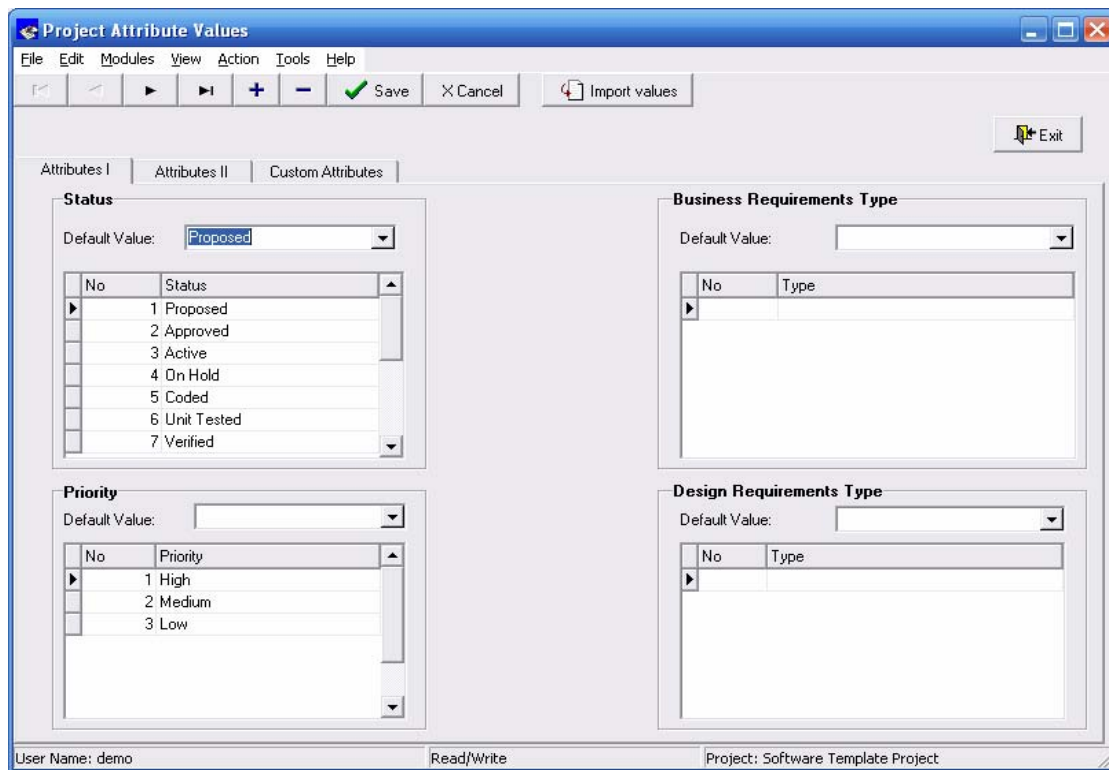 Project Attribute Values
File Edit Modules View Action Tools Help
Save X Cancel Import values
Exit
Attributes I Attributes II Custom Attributes
Status
Default Value: Proposed
No Status
1 Proposed
2 Approved
3 Active
4 On Hold
5 Coded
6 Unit Tested
7 Verified
Business Requirements Type
Default Value:
No Type
Priority
Default Value:
No Priority
1 High
2 Medium
3 Low
Design Requirements Type
Default Value:
No Type
User Name: demo Read/Write Project: Software Template Project